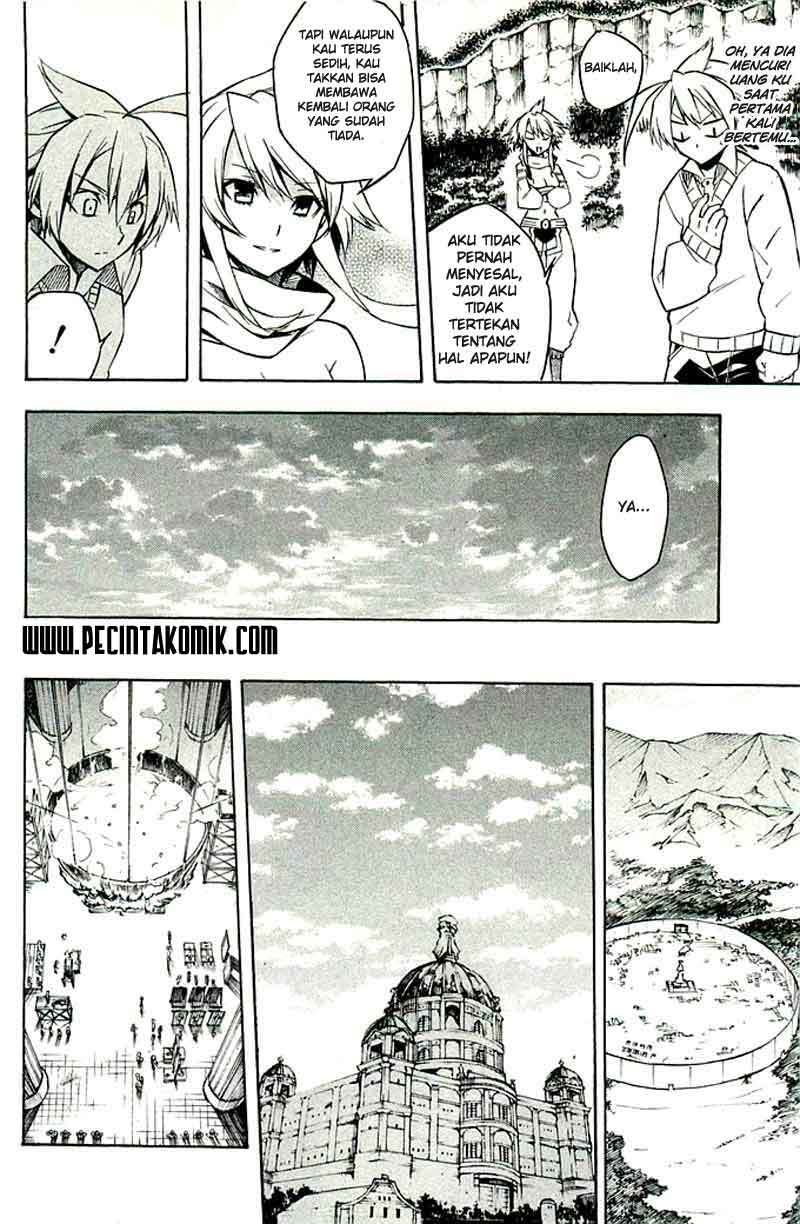 OH, YA DIA
MENCURI
UANG KU
SAAT
PERTAMA
KALI
BERTEMU...
BAIKLAH,
AKU TIDAK
PERNAH
MENYESAL,
JADI AKU
TIDAK
TERTEKAN
TENTANG
HAL APAPUN!
TAPI WALAUPUN
KAU TERUS
SEDIH, KAU
TAKKAN BISA
MEMBAWA
KEMBALI ORANG
YANG SUDAH
TIADA.
!
YA...
WWW.PECINTAKOMIK.COM